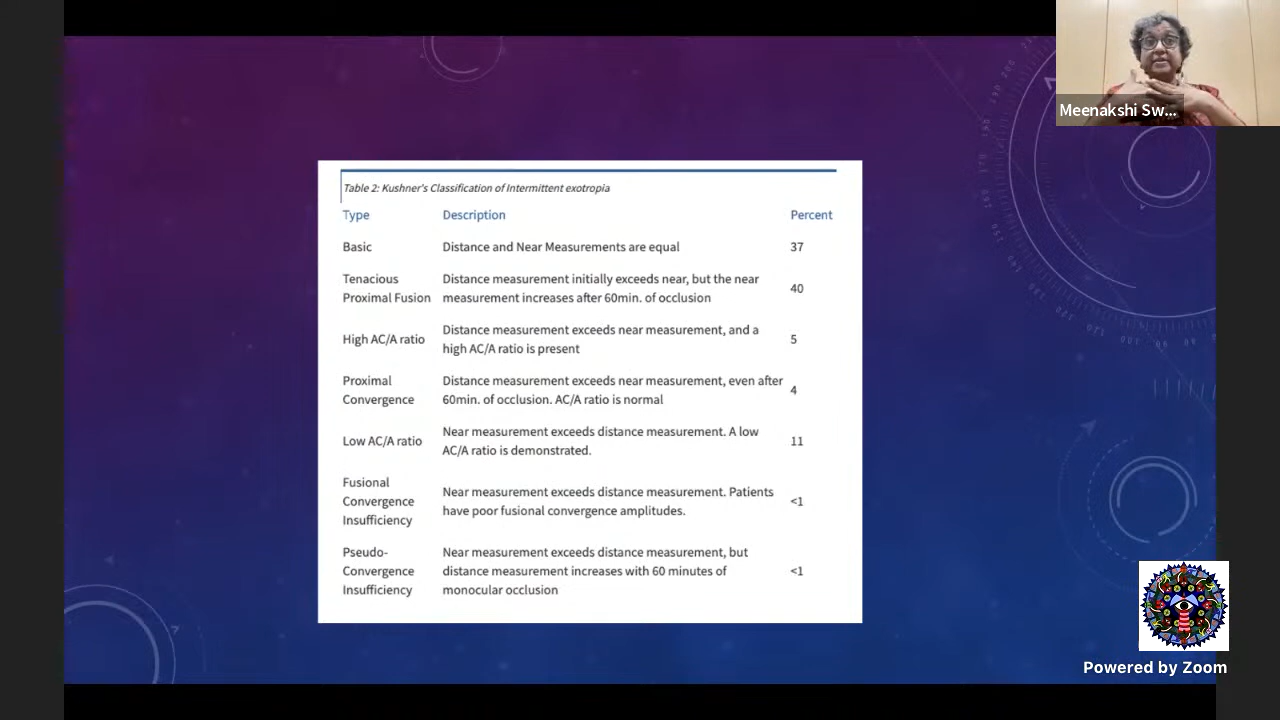 Meenakshi Sw...
Table 2: Kushner's Classification of Intermittent exotropia
Type Description Percent
Basic Distance and Near Measurements are equal 37
Tenacious Proximal Fusion Distance measurement initially exceeds near, but the near measurement increases after 60min. of occlusion 40
High AC/A ratio Distance measurement exceeds near measurement, and a high AC/A ratio is present 5
Proximal Convergence Distance measurement exceeds near measurement, even after 60min. of occlusion. AC/A ratio is normal 4
Low AC/A ratio Near measurement exceeds distance measurement. A low AC/A ratio is demonstrated. 11
Fusional Convergence Insufficiency Near measurement exceeds distance measurement. Patients have poor fusional convergence amplitudes. <1
Pseudo-Convergence Insufficiency Near measurement exceeds distance measurement, but distance measurement increases with 60 minutes of monocular occlusion <1
Powered by Zoom